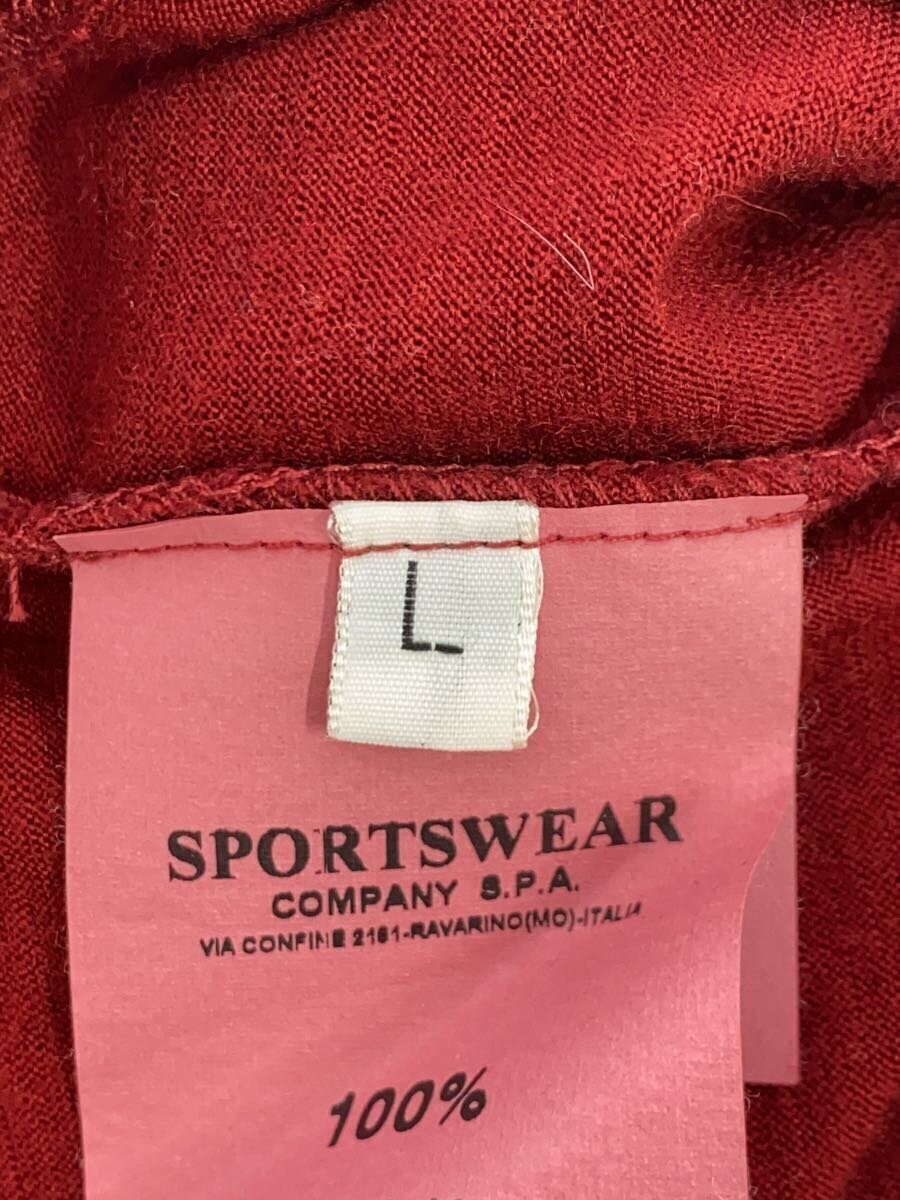 L
SPORTSWEAR
COMPANY S.P.A.
VIA CONFINE 2161-RAVARINO(MO)-ITALIA
100%